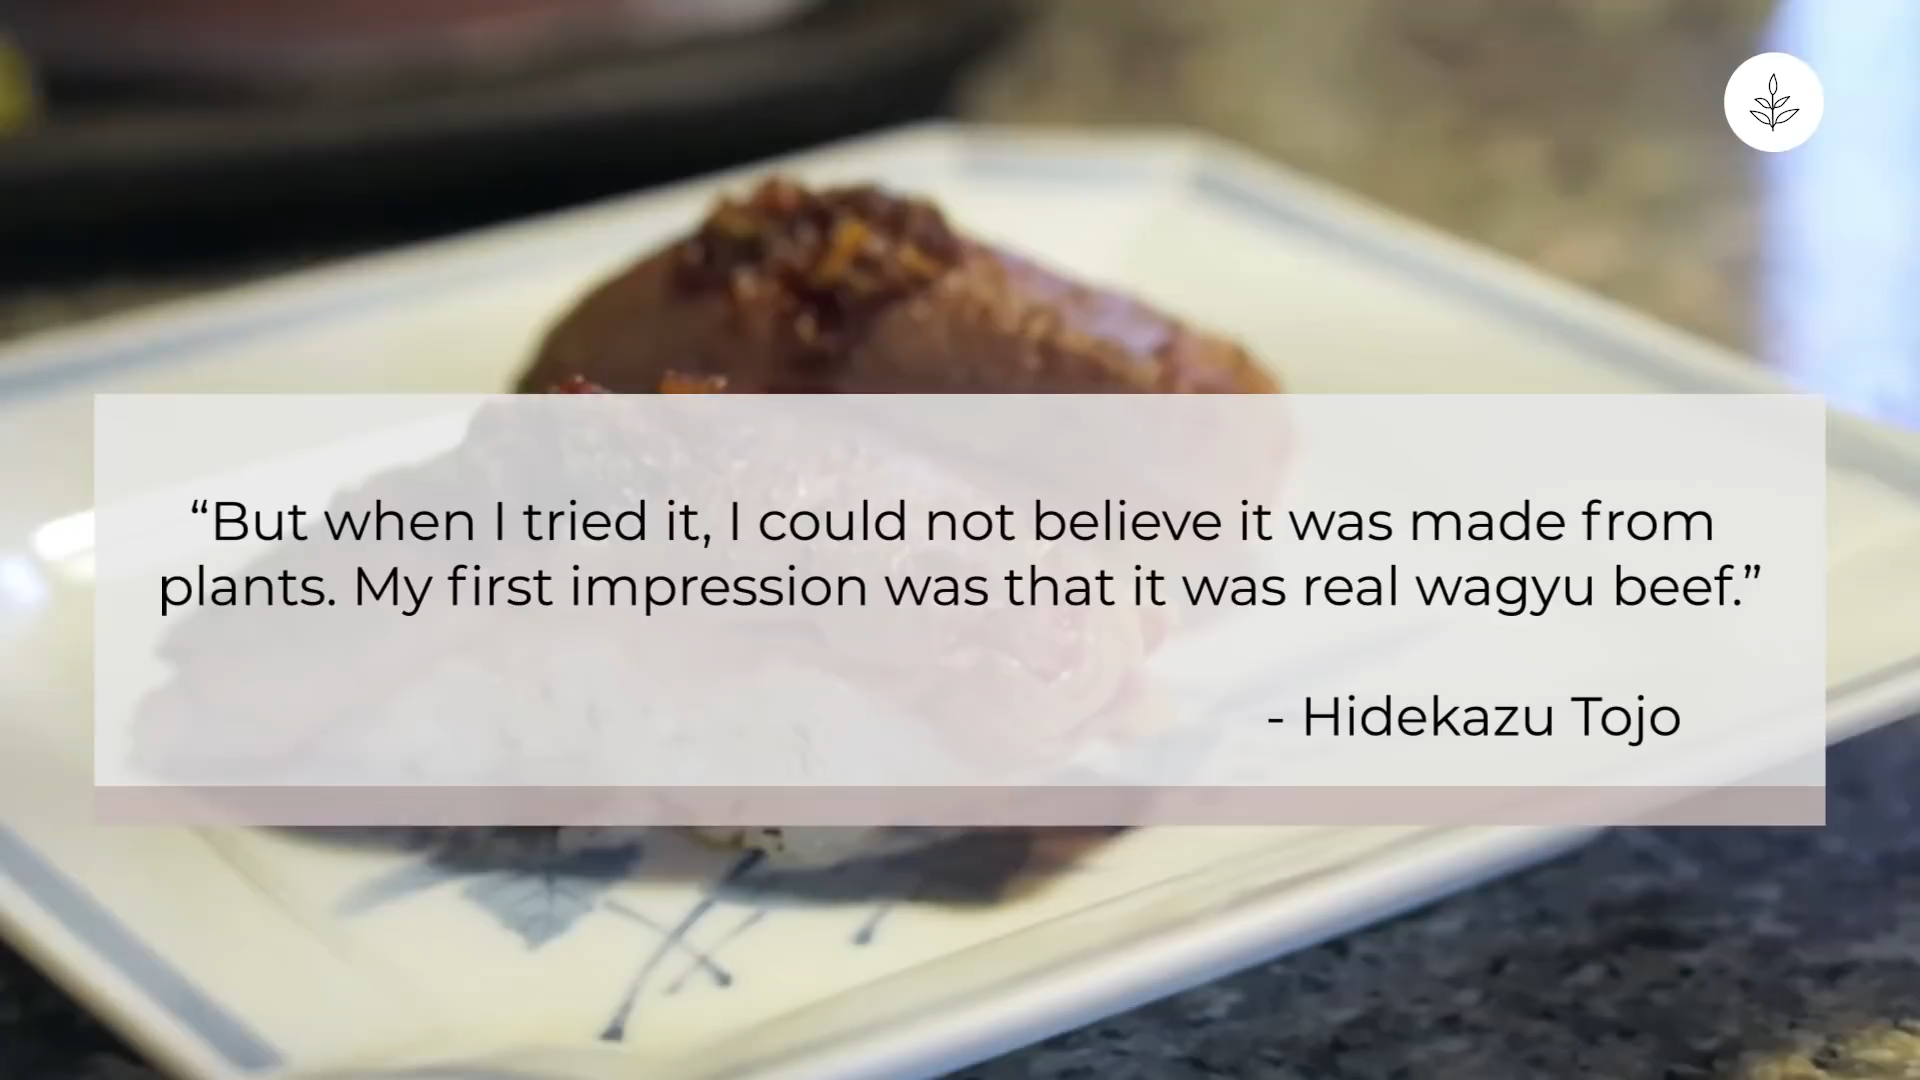 “But when I tried it, I could not believe it was made from
plants. My first impression was that it was real wagyu beef.”
- Hidekazu Tojo